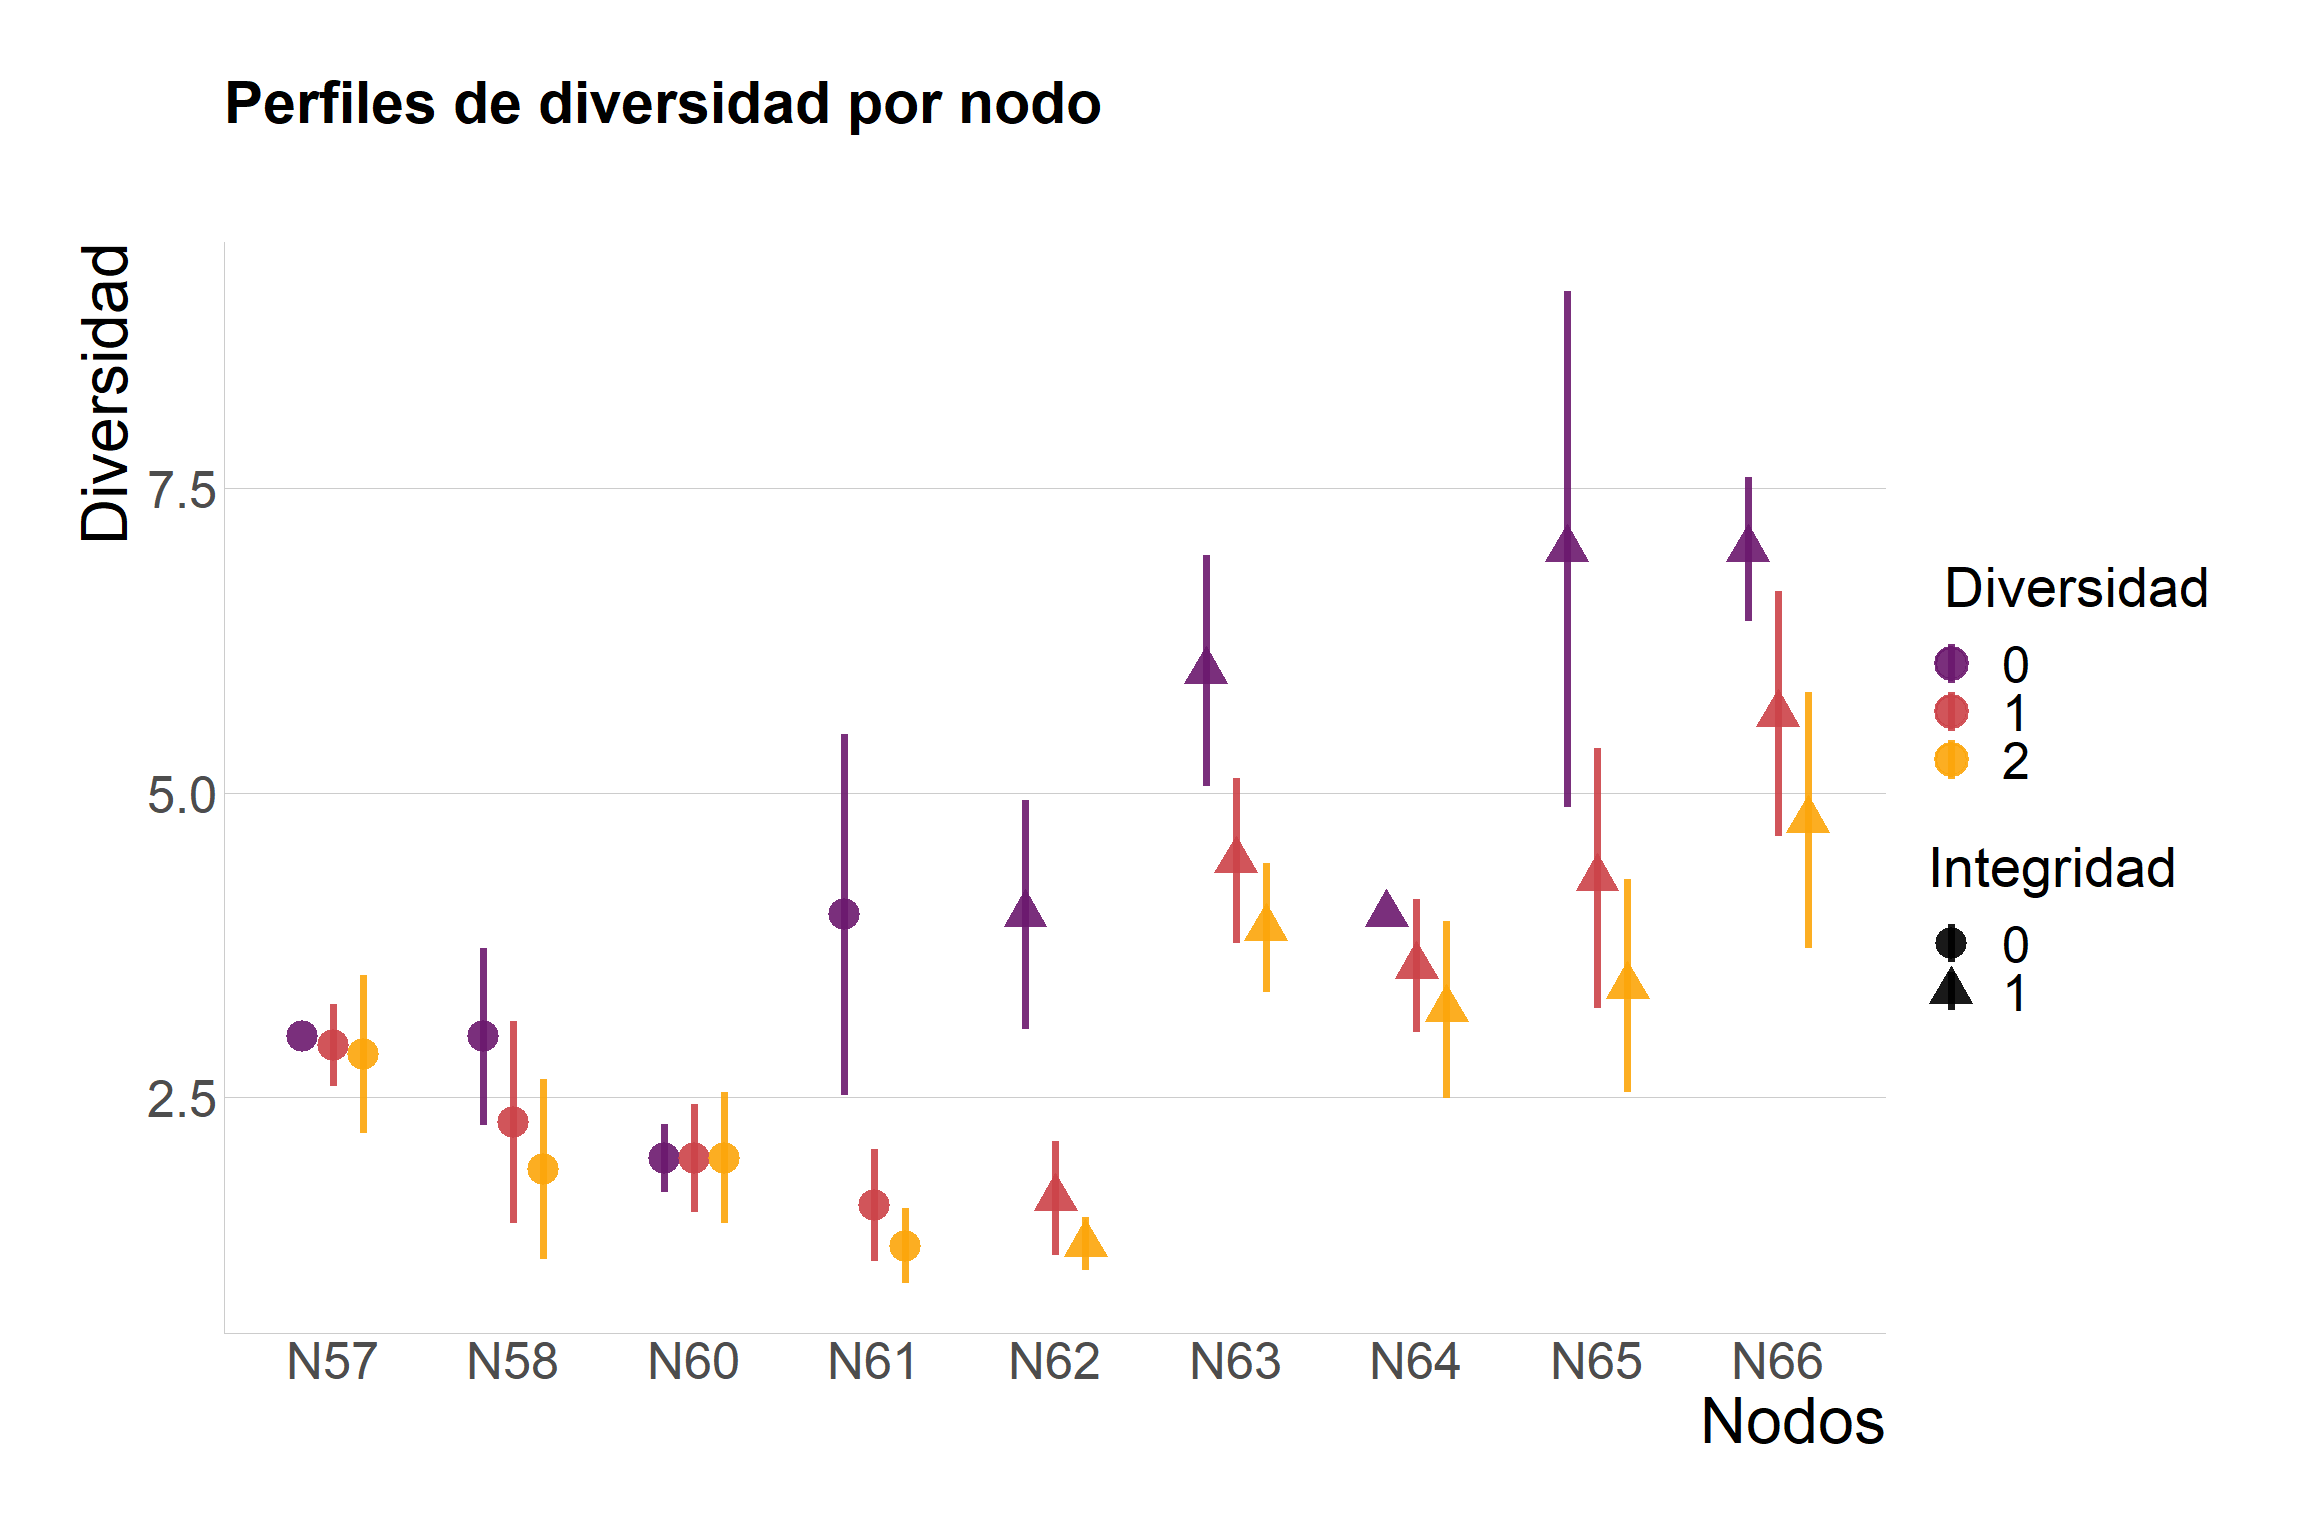 Perfiles de diversidad por nodo
Diversidad
7.5
5.0
2.5
N57 N58 N60 N61 N62 N63 N64 N65 N66
Nodos
Diversidad
0
1
2
Integridad
0
1